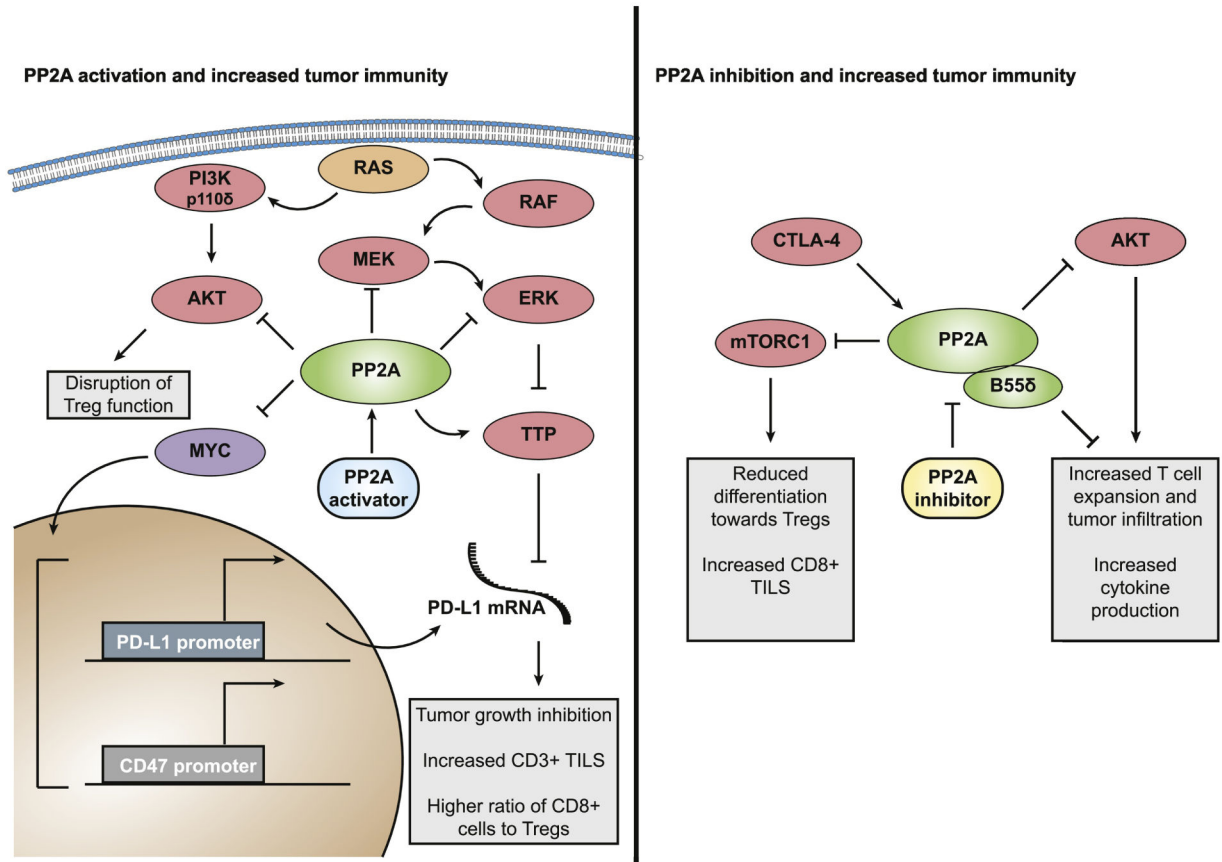 PP2A activation and increased tumor immunity
RAS
PI3K
p110δ
RAF
MEK
AKT
ERK
PP2A
Disruption of
Treg function
MYC
TTP
PP2A
activator
PD-L1 mRNA
PD-L1 promoter
CD47 promoter
Tumor growth inhibition
Increased CD3+ TILS
Higher ratio of CD8+
cells to Tregs
PP2A inhibition and increased tumor immunity
CTLA-4
AKT
mTORC1
PP2A
B55δ
PP2A
inhibitor
Reduced
differentiation
towards Tregs
Increased CD8+
TILS
Increased T cell
expansion and
tumor infiltration
Increased
cytokine
production